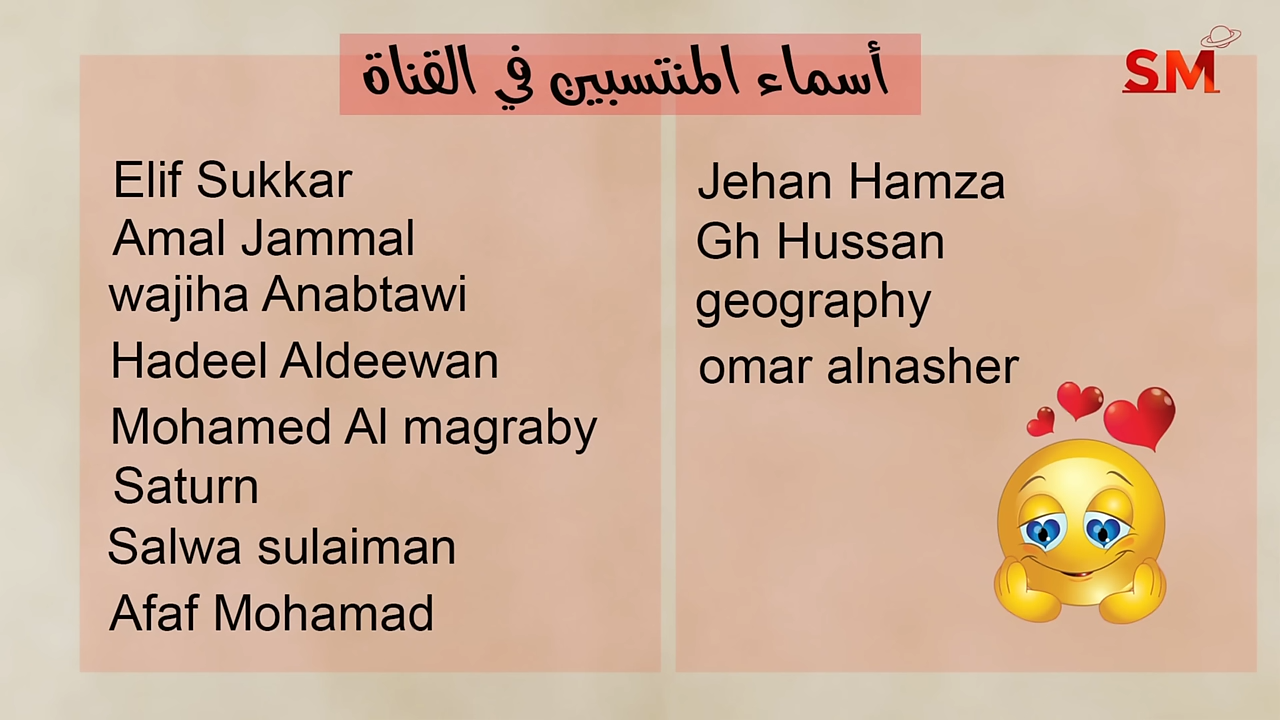 أسماء المنتسبين في القناة
SM
Elif Sukkar
Amal Jammal
wajiha Anabtawi
Hadeel Aldeewan
Mohamed Al magraby
Saturn
Salwa sulaiman
Afaf Mohamad
Jehan Hamza
Gh Hussan
geography
omar alnasher